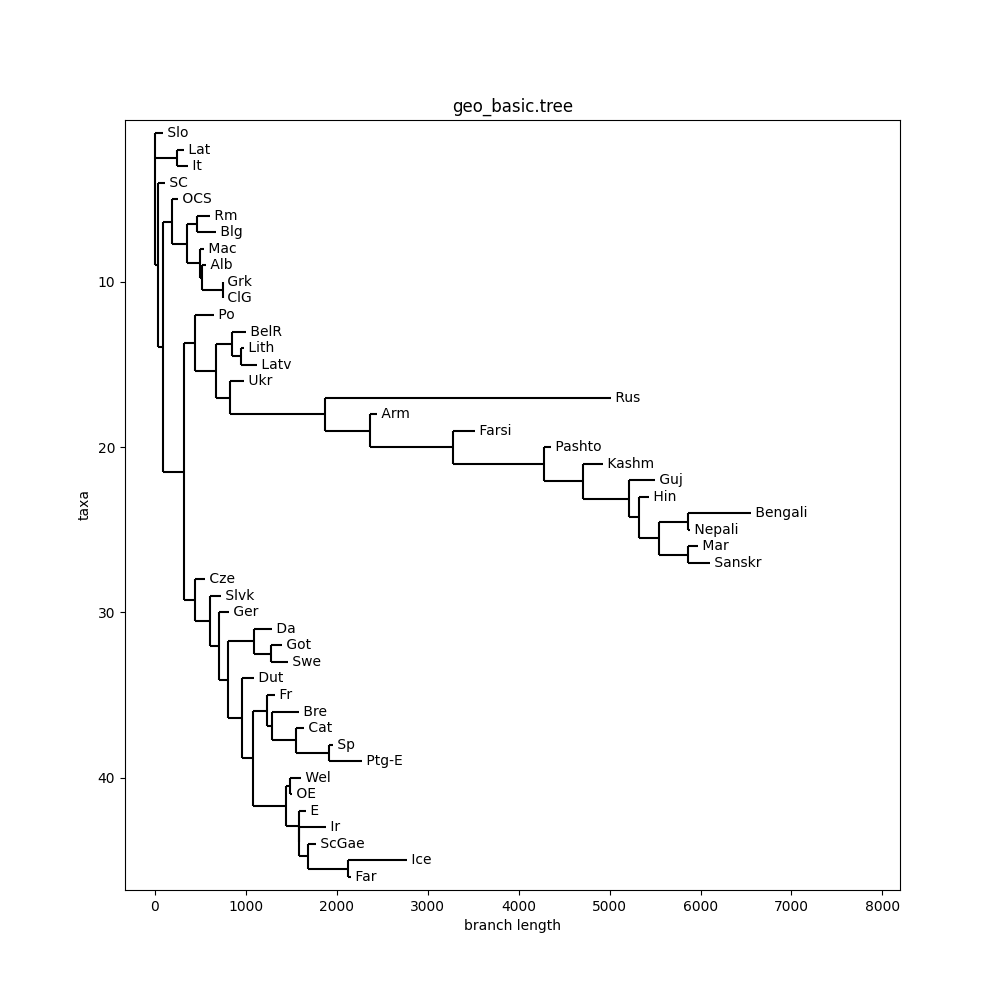 geo_basic.tree
Slo
Lat
It
SC
OCS
Rm
Blg
Mac
Alb
Grk
ClG
Po
BelR
Lith
Latv
Ukr
Rus
Arm
Farsi
Pashto
Kashm
Guj
Hin
Bengali
Nepali
Mar
Sanskr
Cze
Slvk
Ger
Da
Got
Swe
Dut
Fr
Bre
Cat
Sp
Ptg-E
Wel
OE
E
Ir
ScGae
Ice
Far
10
20
30
40
taxa
0 1000 2000 3000 4000 5000 6000 7000 8000
branch length